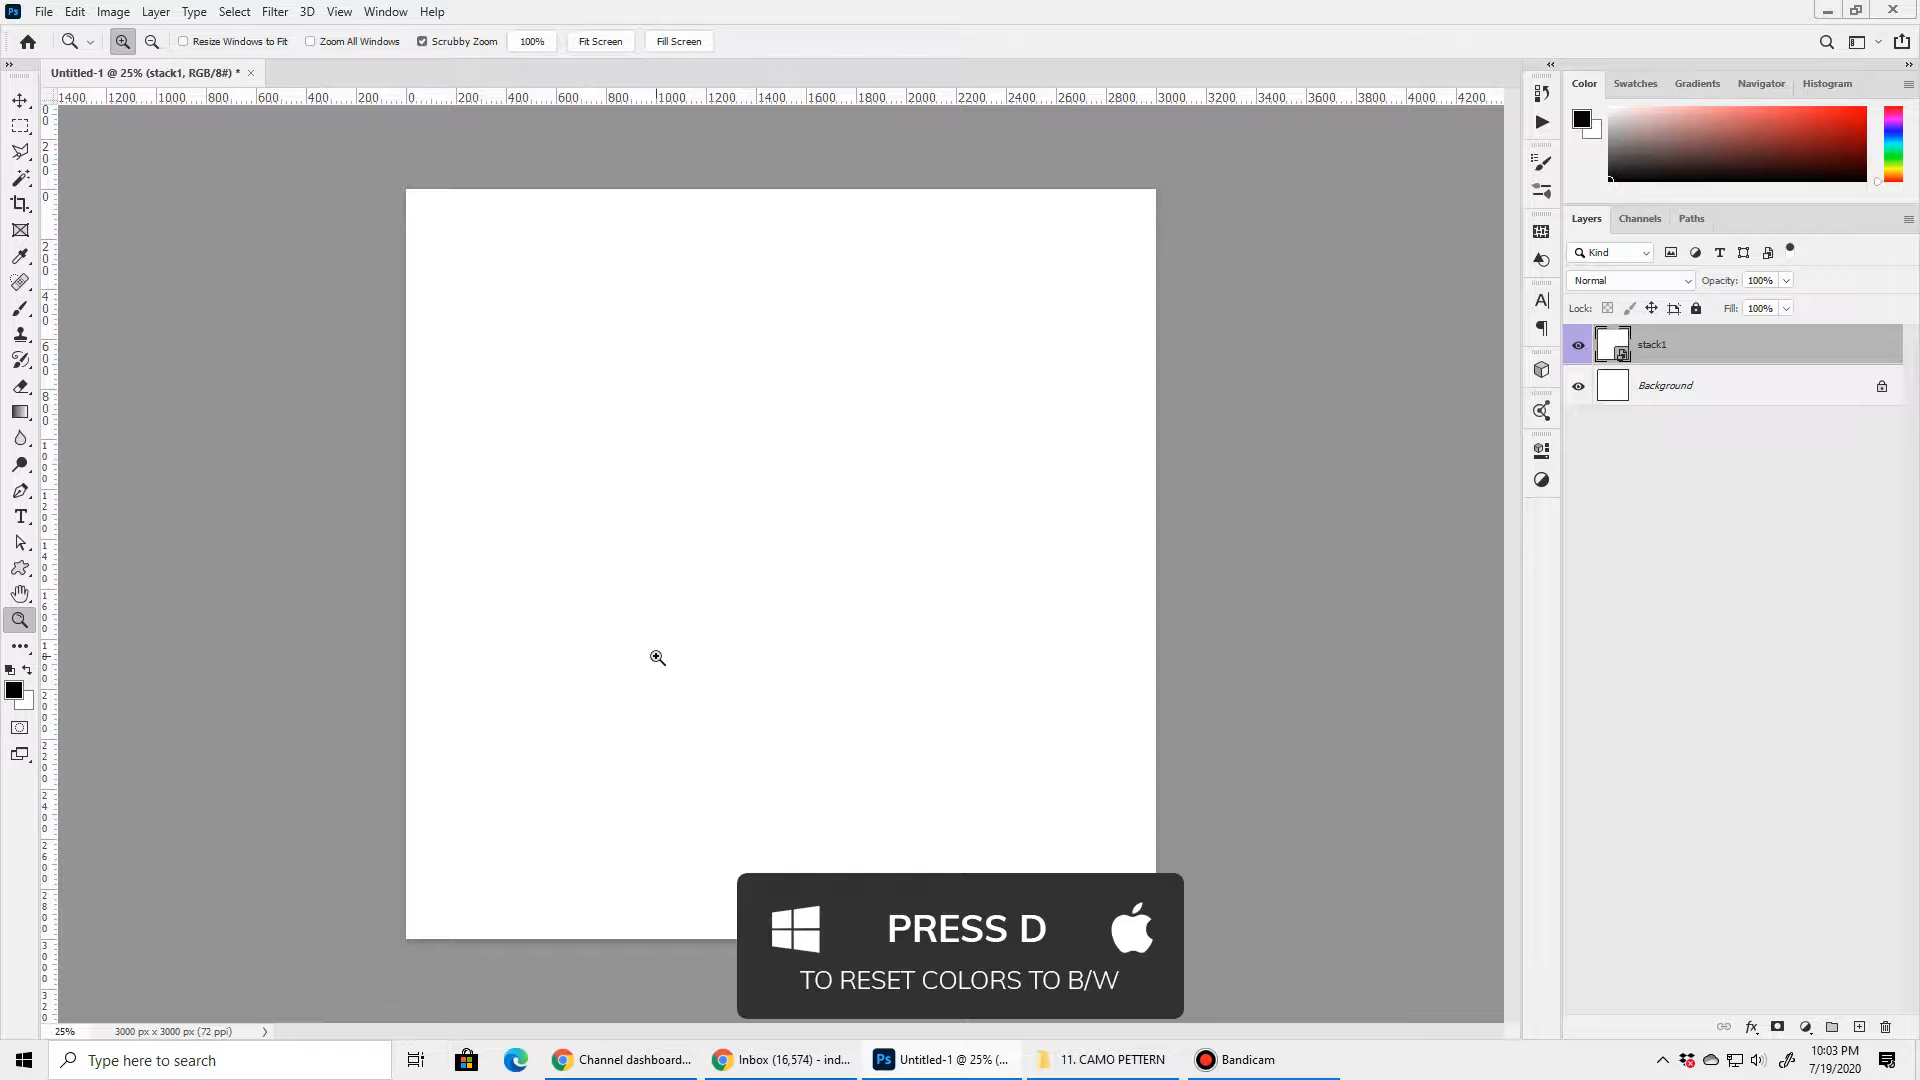 Ps File Edit Image Layer Type Select Filter 3D View Window Help
Resize Windows to Fit Zoom All Windows Scrubby Zoom 100% Fit Screen Fill Screen
Untitled-1 @ 25% (stack1, RGB/8#) * ×
1400 1200 1000 800 600 400 200 0 200 400 600 800 1000 1200 1400 1600 1800 2000 2200 2400 2600 2800 3000 3200 3400 3600 3800 4000 4200
Color Swatches Gradients Navigator Histogram
Layers Channels Paths
Kind
Normal Opacity: 100%
Lock: Fill: 100%
stack1
Background
PRESS D
TO RESET COLORS TO B/W
25% 3000 px x 3000 px (72 ppi)
Type here to search
Channel dashboard...
Inbox (16,574) - ind...
Ps Untitled-1 @ 25% (...
11. CAMO PETTERN
Bandicam
10:03 PM
7/19/2020